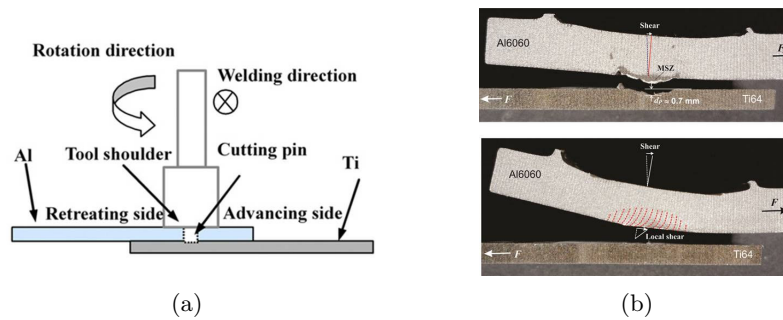 Rotation direction
Welding direction
Tool shoulder
Cutting pin
Al
Ti
Retreating side
Advancing side
(a)
Shear
Al6060
MSZ
F
F
dP = 0.7 mm
Ti64
Shear
Al6060
F
Local shear
F
Ti64
(b)